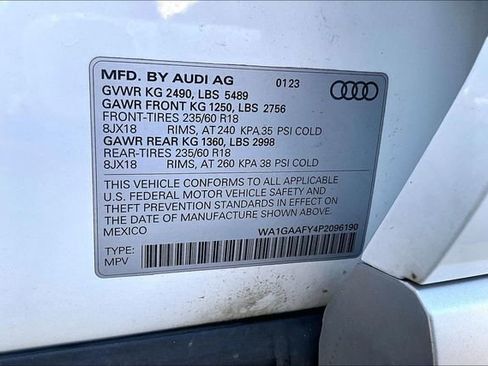 MFD. BY AUDI AG 01 23
GVWR KG 2490, LBS 5489
GAWR FRONT KG 1250, LBS 2756
FRONT-TIRES 235/60 R18
8JX18 RIMS, AT 240 KPA 35 PSI COLD
GAWR REAR KG 1360, LBS 2998
REAR-TIRES 235/60 R18
8JX18 RIMS, AT 260 KPA 38 PSI COLD
THIS VEHICLE CONFORMS TO ALL APPLICABLE
U.S. FEDERAL MOTOR VEHICLE SAFETY AND
THEFT PREVENTION STANDARDS IN EFFECT ON
THE DATE OF MANUFACTURE SHOWN ABOVE.
MEXICO WA1GAAFY4P2096190
TYPE:
MPV